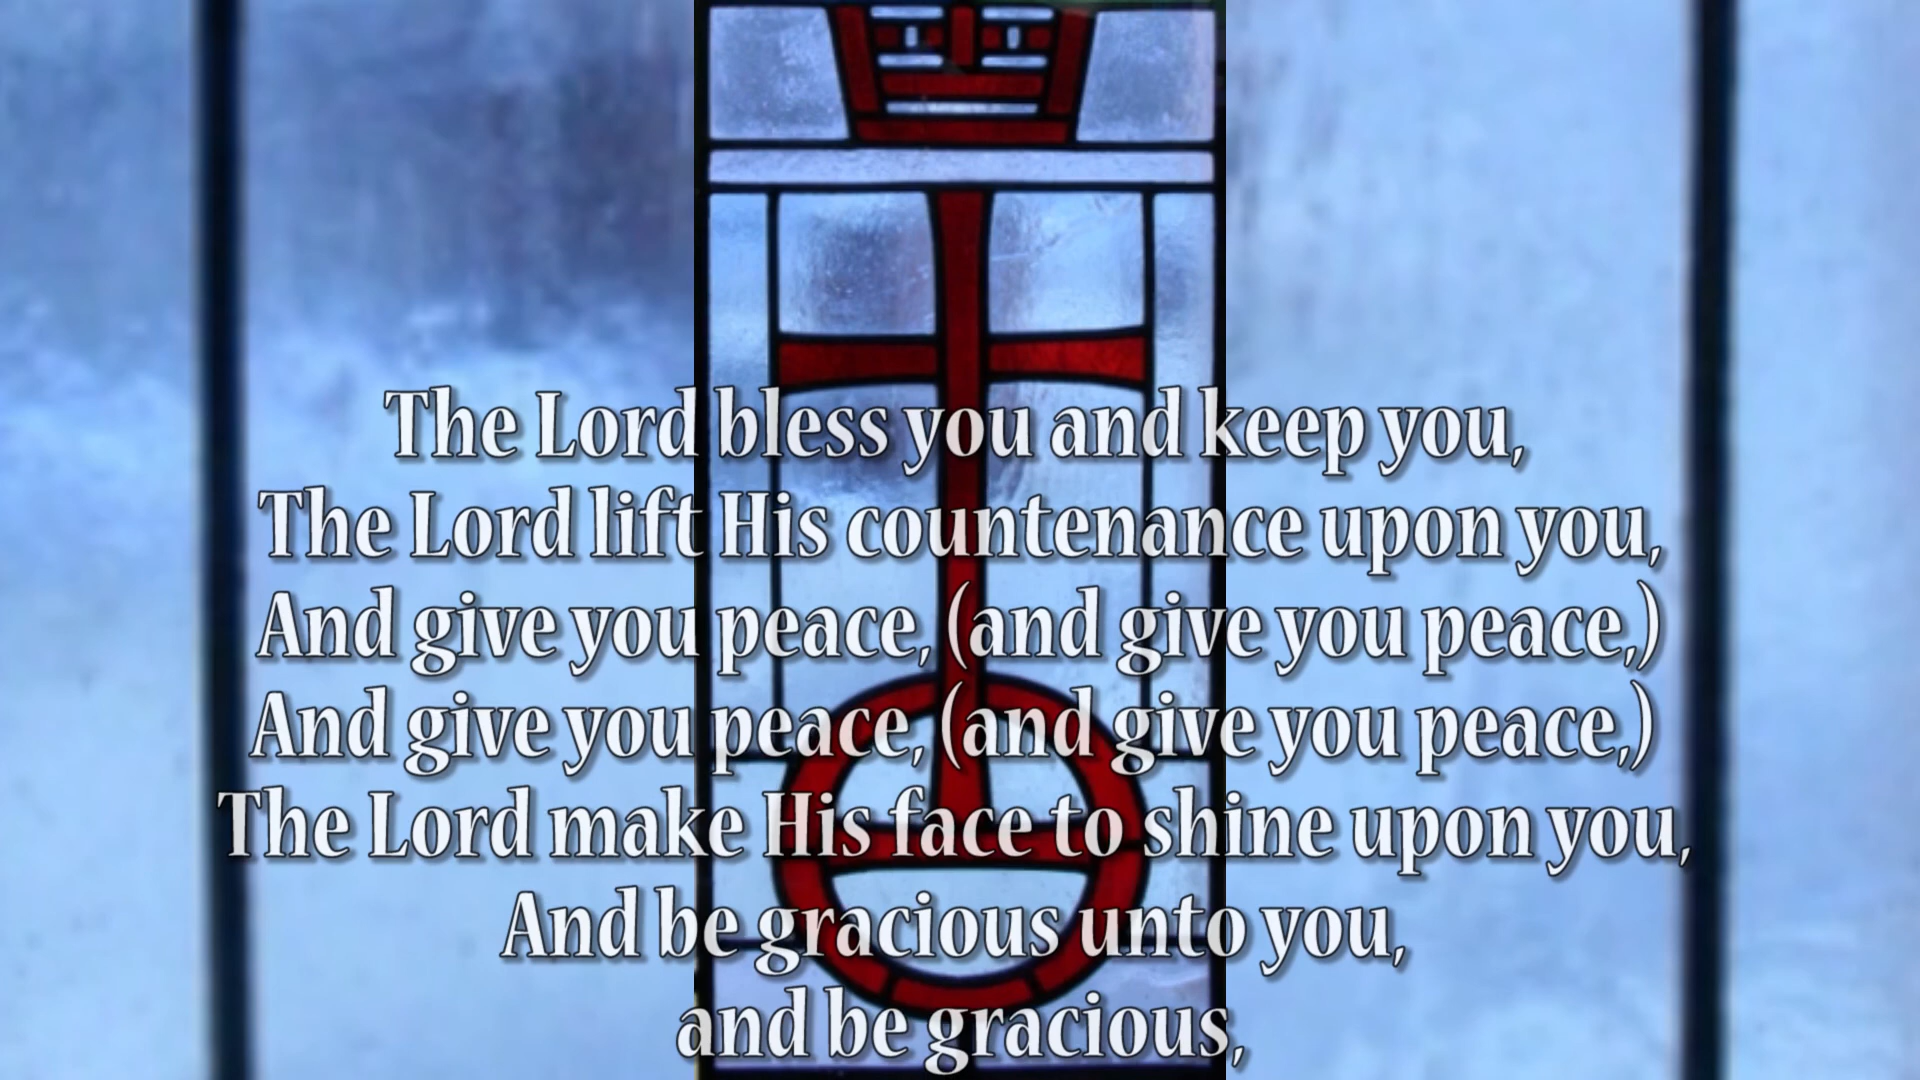 The Lord bless you and keep you,
The Lord lift His countenance upon you,
And give you peace, (and give you peace,)
And give you peace, (and give you peace,)
The Lord make His face to shine upon you,
And be gracious unto you,
and be gracious,